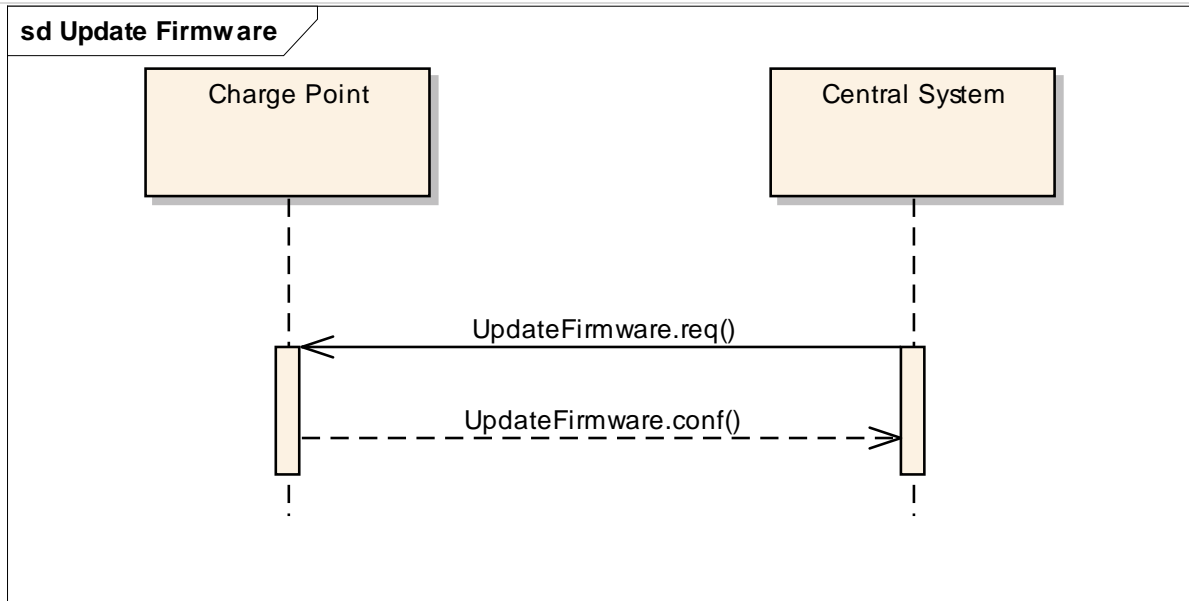 sd Update Firmware
Charge Point
Central System
UpdateFirmware.req()
UpdateFirmware.conf()